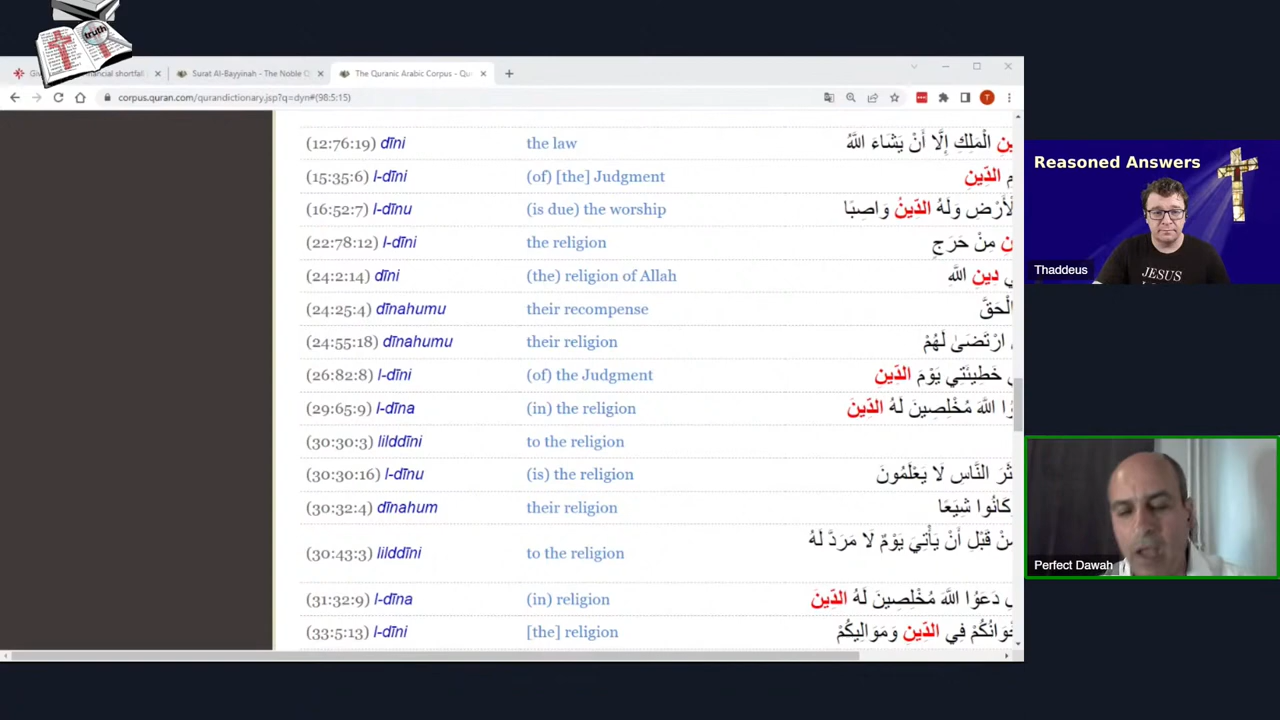 truth
Giv
nancial shortfall
Surat Al-Bayyinah - The Noble Q
The Quranic Arabic Corpus - Qu
corpus.quran.com/qurandictionary.jsp?q=dyn#(98:5:15)
T
(12:76:19) dīni the law الْمَلِكِ إِلَّا أَنْ يَشَاءَ اللَّهُ
(15:35:6) l-dīni (of) [the] Judgment الدِّينِ
(16:52:7) l-dīnu (is due) the worship وَلَهُ الدِّينُ وَاصِبًا
(22:78:12) l-dīni the religion مِنْ حَرَجٍ
(24:2:14) dīni (the) religion of Allah دِينِ اللَّهِ
(24:25:4) dīnahumu their recompense الْحَقَّ
(24:55:18) dīnahumu their religion ارْتَضَىٰ لَهُمْ
(26:82:8) l-dīni (of) the Judgment خَطِيئَتِي يَوْمَ الدِّينِ
(29:65:9) l-dīna (in) the religion اللَّهَ مُخْلِصِينَ لَهُ الدِّينَ
(30:30:3) lilddīni to the religion
(30:30:16) l-dīnu (is) the religion النَّاسِ لَا يَعْلَمُونَ
(30:32:4) dīnahum their religion وَكَانُوا شِيَعًا
(30:43:3) lilddīni to the religion مِنْ قَبْلِ أَنْ يَأْتِيَ يَوْمٌ لَا مَرَدَّ لَهُ
(31:32:9) l-dīna (in) religion دَعَوُا اللَّهَ مُخْلِصِينَ لَهُ الدِّينَ
(33:5:13) l-dīni [the] religion فِي الدِّينِ وَمَوَالِيكُمْ
Reasoned Answers
JESUS
Thaddeus
Perfect Dawah